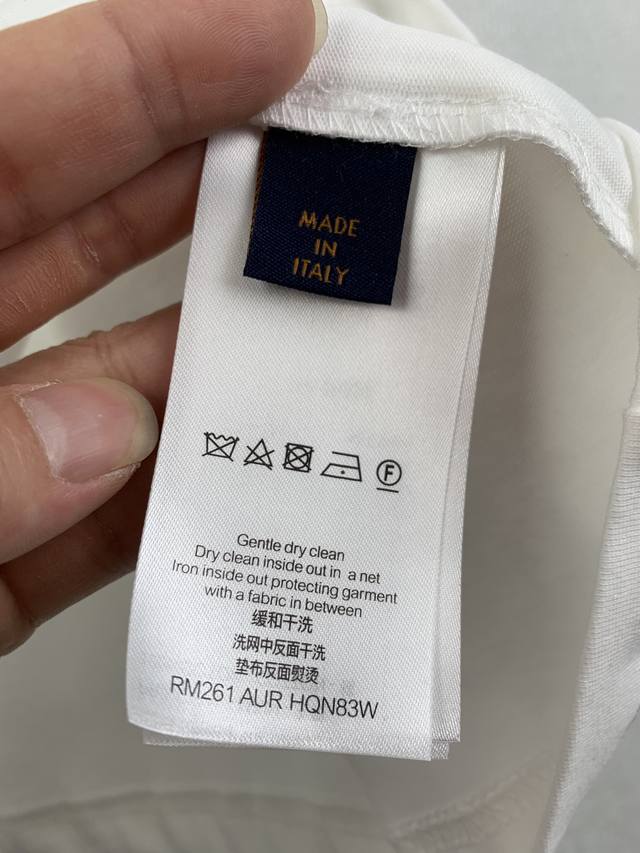 MADE
IN
ITALY
F
Gentle dry clean
Dry clean inside out in a net
Iron inside out protecting garment
with a fabric in between
缓和干洗
洗网中反面干洗
垫布反面熨烫
RM261 AUR HQN83W